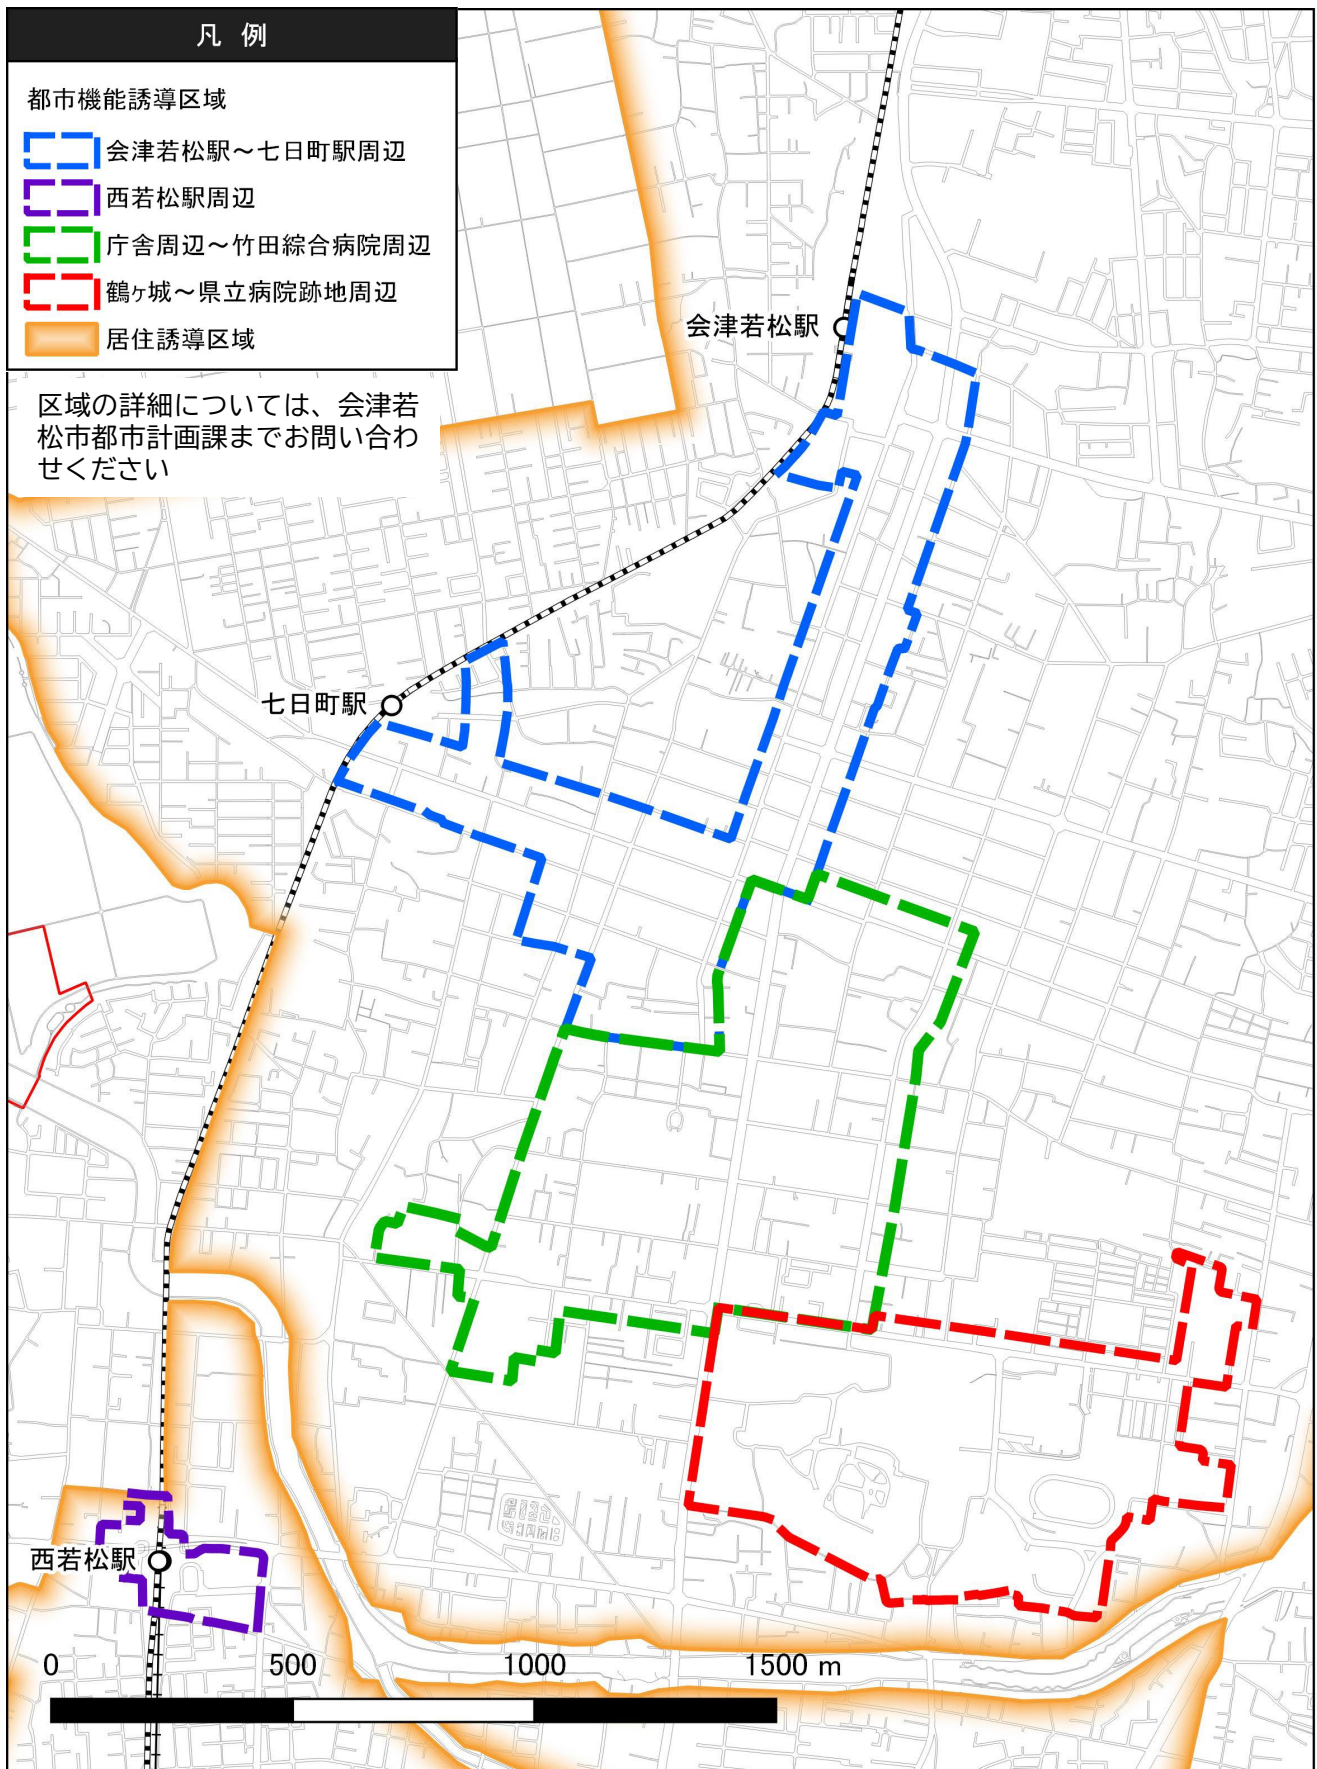 凡 例
都市機能誘導区域
会津若松駅～七日町駅周辺
西若松駅周辺
庁舎周辺～竹田綜合病院周辺
鶴ヶ城～県立病院跡地周辺
居住誘導区域
区域の詳細については、会津若
松市都市計画課までお問い合わ
せください
会津若松駅
七日町駅
西若松駅
0 500 1000 1500 m